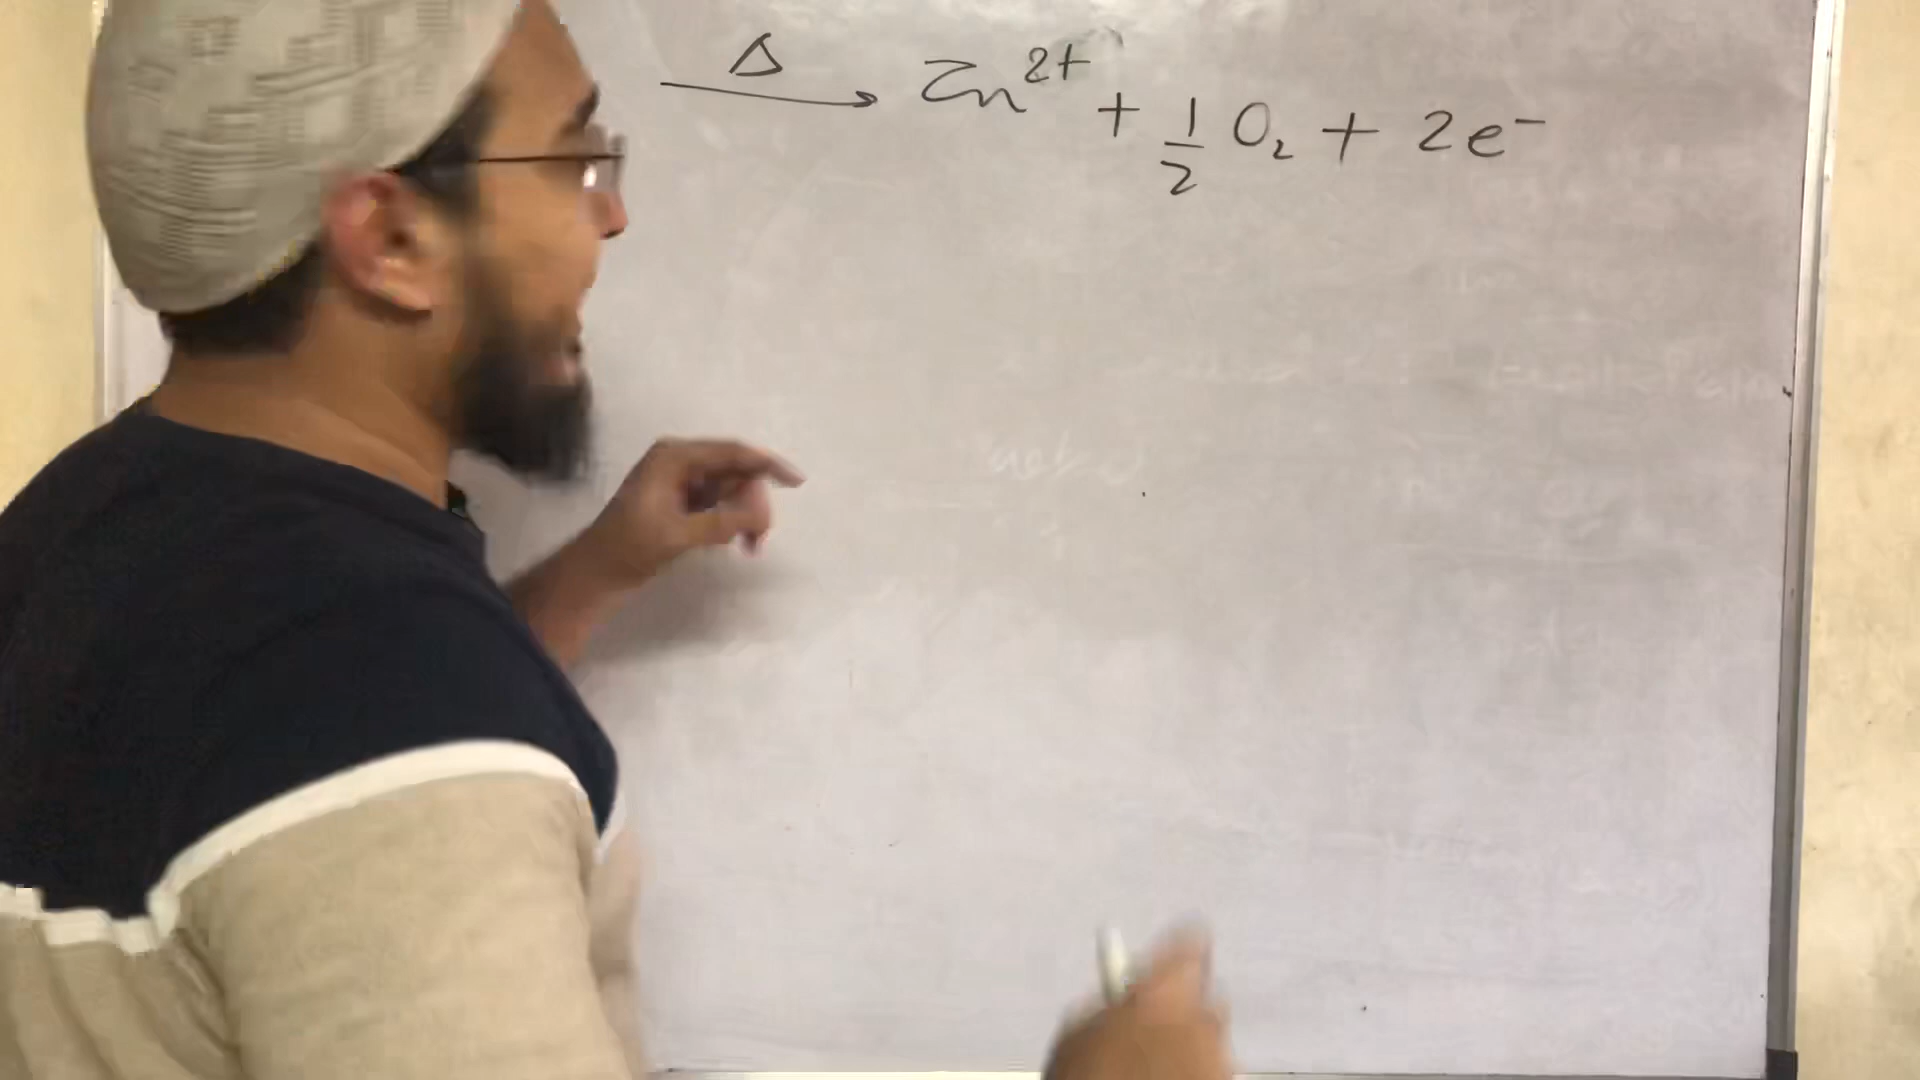 Δ → Zn²⁺ + 1/2 O₂ + 2e⁻